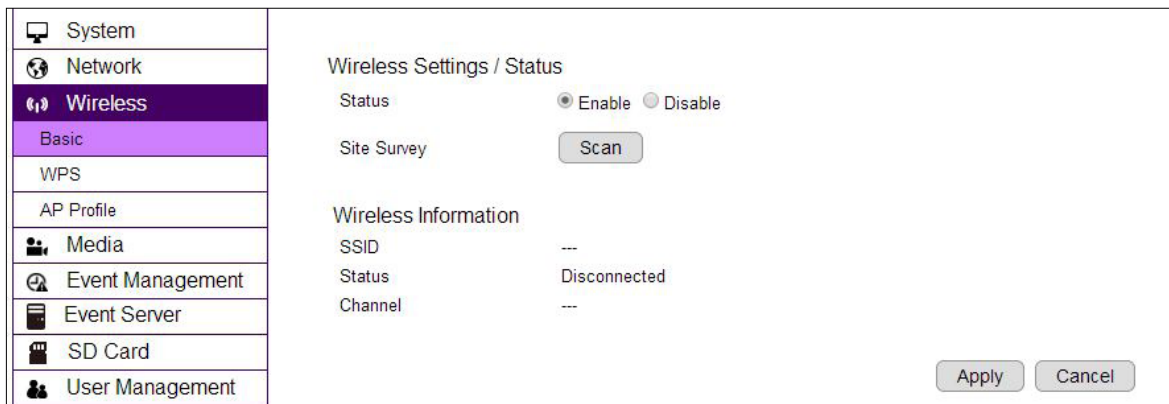 System
Network
Wireless
Basic
WPS
AP Profile
Media
Event Management
Event Server
SD Card
User Management
Wireless Settings / Status
Status Enable Disable
Site Survey Scan
Wireless Information
SSID ---
Status Disconnected
Channel ---
Apply Cancel